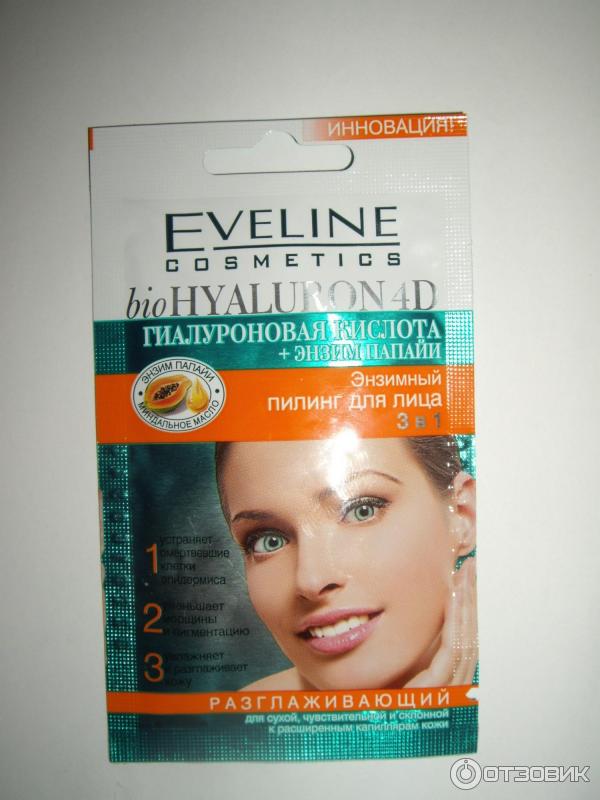 ИННОВАЦИЯ!
EVELINE
COSMETICS
bioHYALURON4D
ГИАЛУРОНОВАЯ КИСЛОТА
+ ЭНЗИМ ПАПАЙИ
ЭНЗИМ ПАПАЙИ
МИНДАЛЬНОЕ МАСЛО
Энзимный
ПИЛИНГ ДЛЯ ЛИЦА
3 в 1
1 устраняет
омертвевшие
клетки
эпидермиса
2 уменьшает
морщины
и пигментацию
3 увлажняет
и разглаживает
кожу
РАЗГЛАЖИВАЮЩИЙ
для сухой, чувствительной и склонной
к расширенным капиллярам кожи
ОТЗОВИК